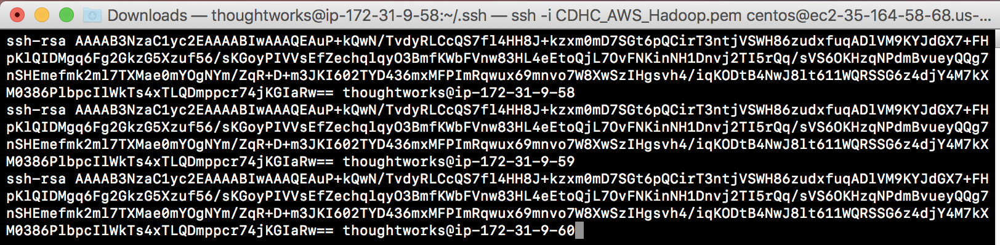 Downloads — thoughtworks@ip-172-31-9-58:~/.ssh — ssh -i CDHC_AWS_Hadoop.pem centos@ec2-35-164-58-68.us-...
ssh-rsa AAAAB3NzaC1yc2EAAAABIwAAAQEAuP+kQwN/TvdyRLCcQS7fl4HH8J+kzxm0mD7SGt6pQCirT3ntjVSWH86zudxfuqADlVM9KYJdGX7+FH
pKlQIDMgq6Fg2GkzG5Xzuf56/sKGoyPIVVsEfZechqlqyO3BmfKWbFVnw83HL4eEtoQjL7OvFNKinNH1Dnvj2TI5rQq/sVS6OKHzqNPdmBvueyQQg7
nSHEmefmk2ml7TXMae0mYOgNYm/ZqR+D+m3JKI602TYD436mxMFPImRqwux69mnvo7W8XwSzIHgsvh4/iqKODtB4NwJ8lt611WQRSSG6z4djY4M7kX
M0386PlbpcIlWkTs4xTLQDmppcr74jKGIaRw== thoughtworks@ip-172-31-9-58
ssh-rsa AAAAB3NzaC1yc2EAAAABIwAAAQEAuP+kQwN/TvdyRLCcQS7fl4HH8J+kzxm0mD7SGt6pQCirT3ntjVSWH86zudxfuqADlVM9KYJdGX7+FH
pKlQIDMgq6Fg2GkzG5Xzuf56/sKGoyPIVVsEfZechqlqyO3BmfKWbFVnw83HL4eEtoQjL7OvFNKinNH1Dnvj2TI5rQq/sVS6OKHzqNPdmBvueyQQg7
nSHEmefmk2ml7TXMae0mYOgNYm/ZqR+D+m3JKI602TYD436mxMFPImRqwux69mnvo7W8XwSzIHgsvh4/iqKODtB4NwJ8lt611WQRSSG6z4djY4M7kX
M0386PlbpcIlWkTs4xTLQDmppcr74jKGIaRw== thoughtworks@ip-172-31-9-59
ssh-rsa AAAAB3NzaC1yc2EAAAABIwAAAQEAuP+kQwN/TvdyRLCcQS7fl4HH8J+kzxm0mD7SGt6pQCirT3ntjVSWH86zudxfuqADlVM9KYJdGX7+FH
pKlQIDMgq6Fg2GkzG5Xzuf56/sKGoyPIVVsEfZechqlqyO3BmfKWbFVnw83HL4eEtoQjL7OvFNKinNH1Dnvj2TI5rQq/sVS6OKHzqNPdmBvueyQQg7
nSHEmefmk2ml7TXMae0mYOgNYm/ZqR+D+m3JKI602TYD436mxMFPImRqwux69mnvo7W8XwSzIHgsvh4/iqKODtB4NwJ8lt611WQRSSG6z4djY4M7kX
M0386PlbpcIlWkTs4xTLQDmppcr74jKGIaRw== thoughtworks@ip-172-31-9-60